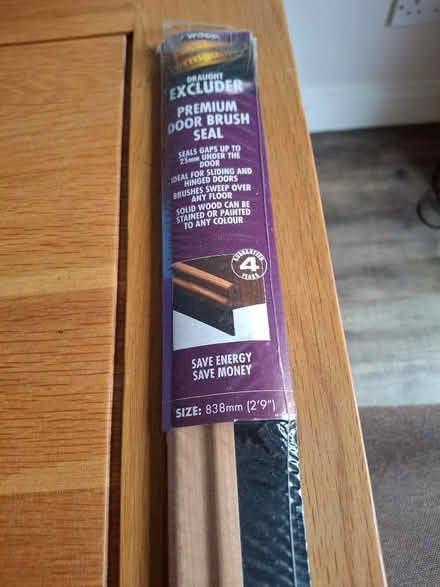 WOOD
DRAUGHT
EXCLUDER
PREMIUM
DOOR BRUSH
SEAL
SEALS GAPS UP TO
25mm UNDER THE
DOOR
IDEAL FOR SLIDING AND
HINGED DOORS
BRUSHES SWEEP OVER
ANY FLOOR
SOLID WOOD CAN BE
STAINED OR PAINTED
TO ANY COLOUR
GUARANTEE
4
YEARS
SAVE ENERGY
SAVE MONEY
SIZE: 838mm (2'9")